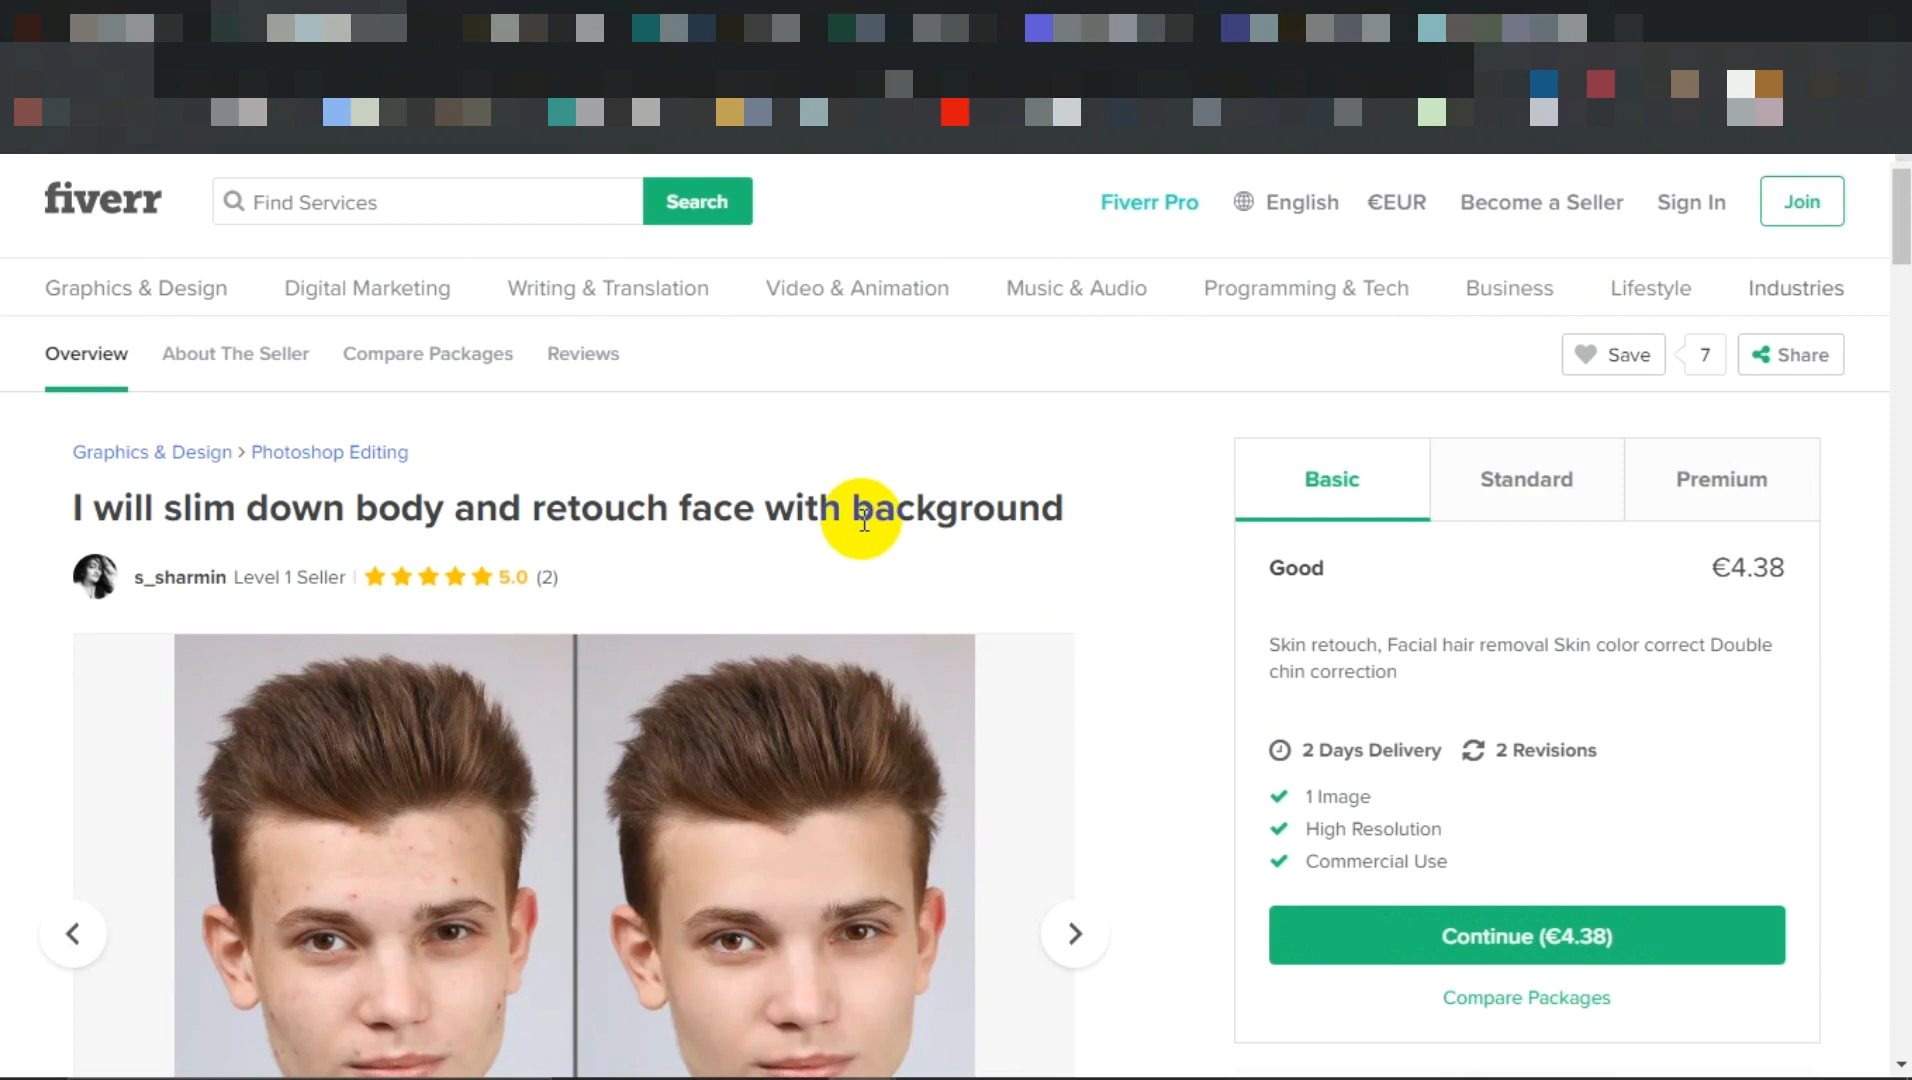 fiverr
Find Services
Search
Fiverr Pro
English
€EUR
Become a Seller
Sign In
Join
Graphics & Design
Digital Marketing
Writing & Translation
Video & Animation
Music & Audio
Programming & Tech
Business
Lifestyle
Industries
Overview
About The Seller
Compare Packages
Reviews
Save
7
Share
Graphics & Design > Photoshop Editing
I will slim down body and retouch face with background
s_sharmin Level 1 Seller 5.0 (2)
Basic
Standard
Premium
Good
€4.38
Skin retouch, Facial hair removal Skin color correct Double
chin correction
2 Days Delivery
2 Revisions
1 Image
High Resolution
Commercial Use
Continue (€4.38)
Compare Packages